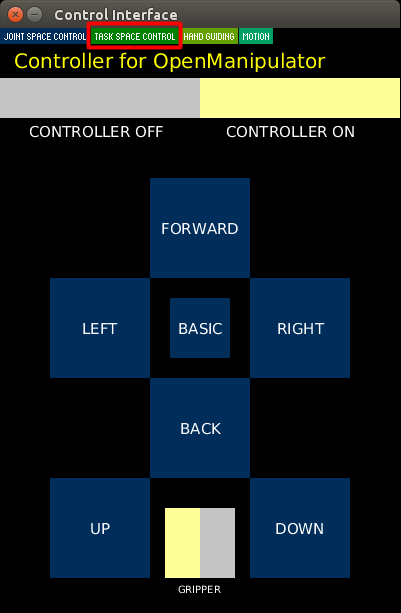 Control Interface
JOINT SPACE CONTROL TASK SPACE CONTROL HAND GUIDING MOTION
Controller for OpenManipulator
CONTROLLER OFF CONTROLLER ON
FORWARD
LEFT BASIC RIGHT
BACK
UP DOWN
GRIPPER